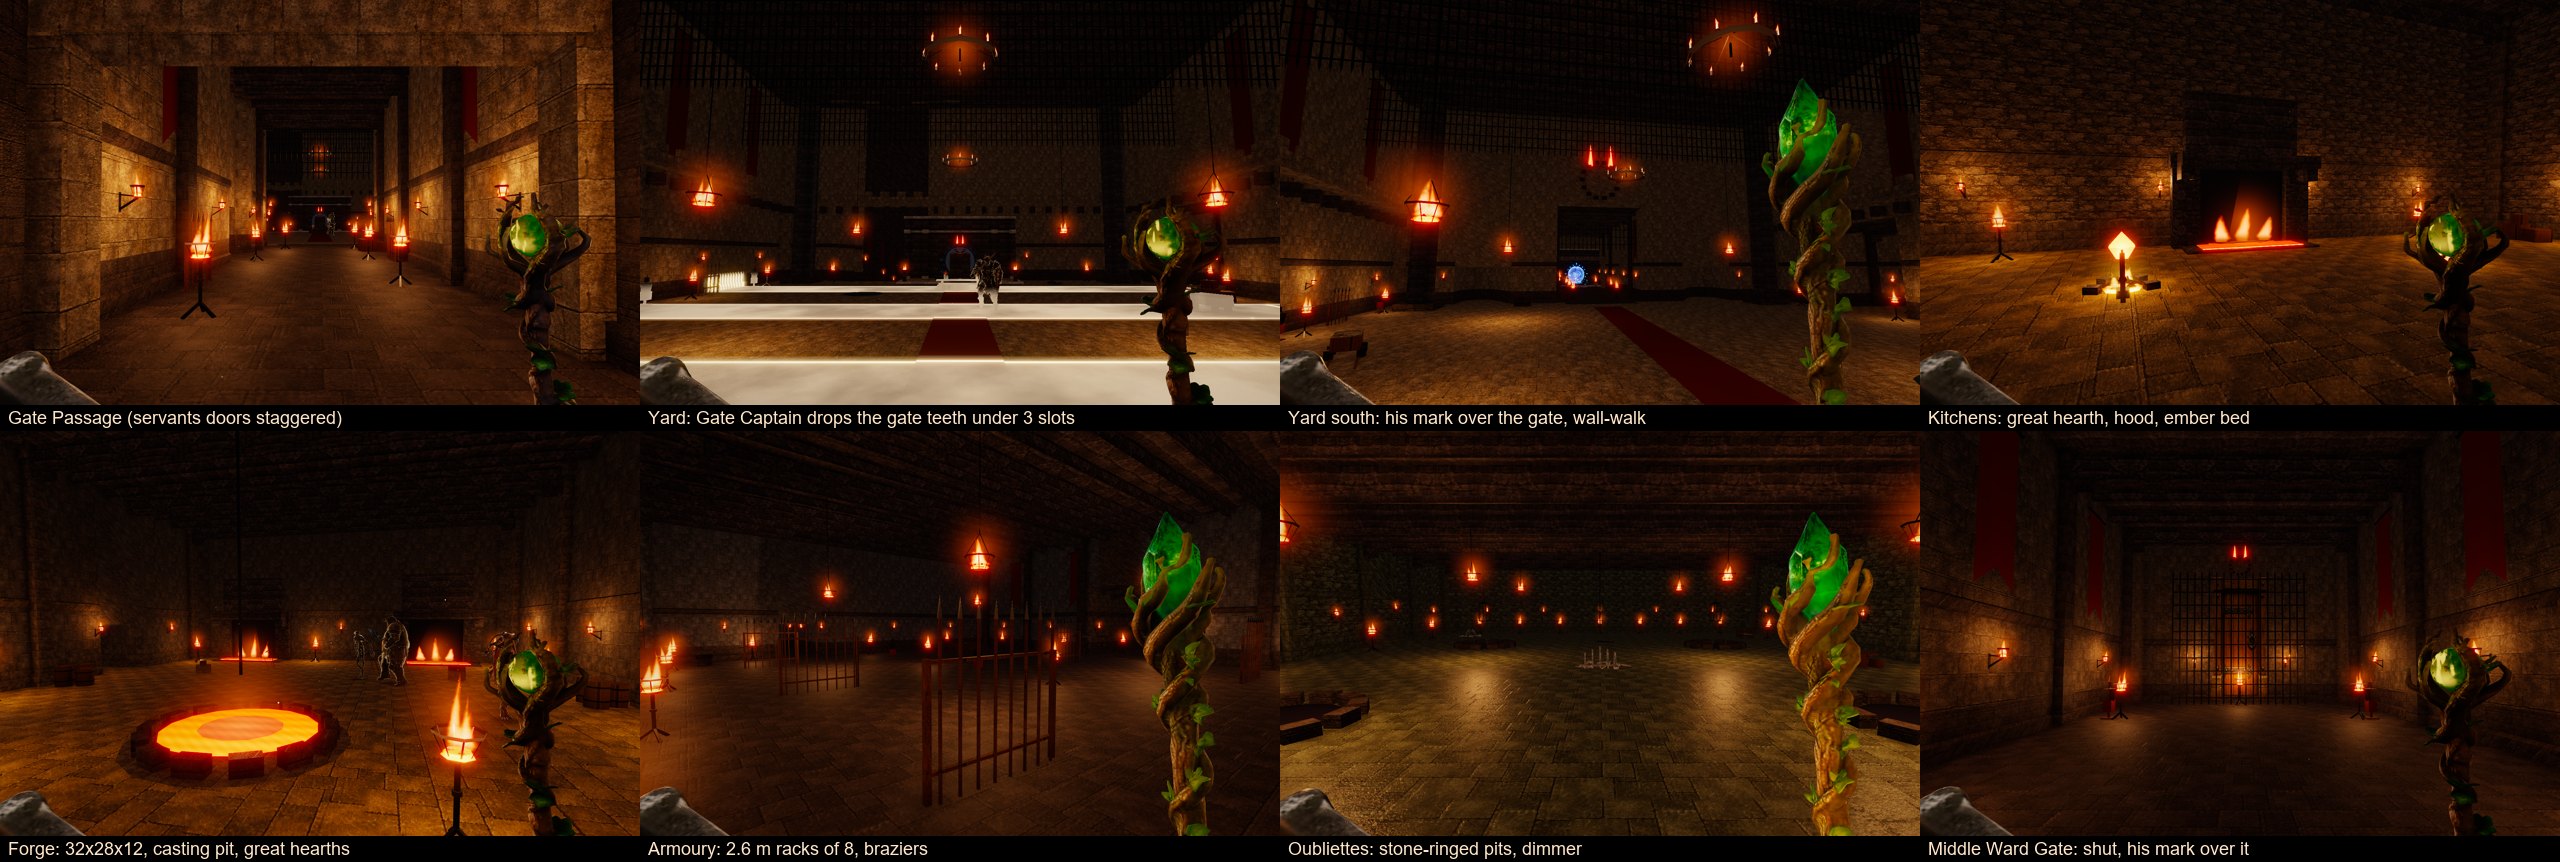 Gate Passage (servants doors staggered)
Yard: Gate Captain drops the gate teeth under 3 slots
Yard south: his mark over the gate, wall-walk
Kitchens: great hearth, hood, ember bed
Forge: 32x28x12, casting pit, great hearths
Armoury: 2.6 m racks of 8, braziers
Oubliettes: stone-ringed pits, dimmer
Middle Ward Gate: shut, his mark over it